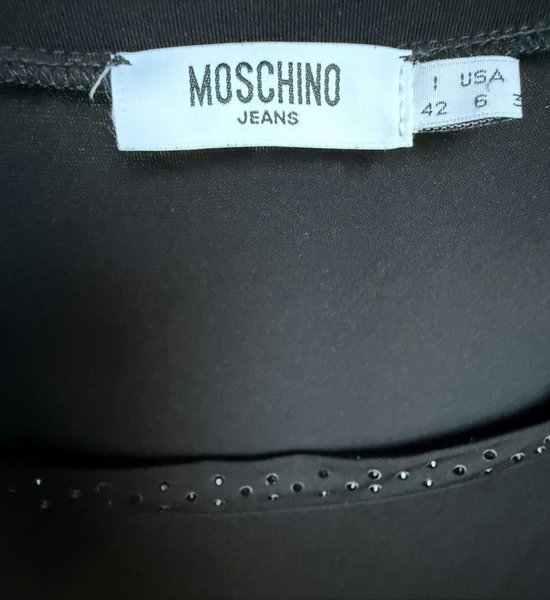 MOSCHINO
JEANS
I USA
42 6 3